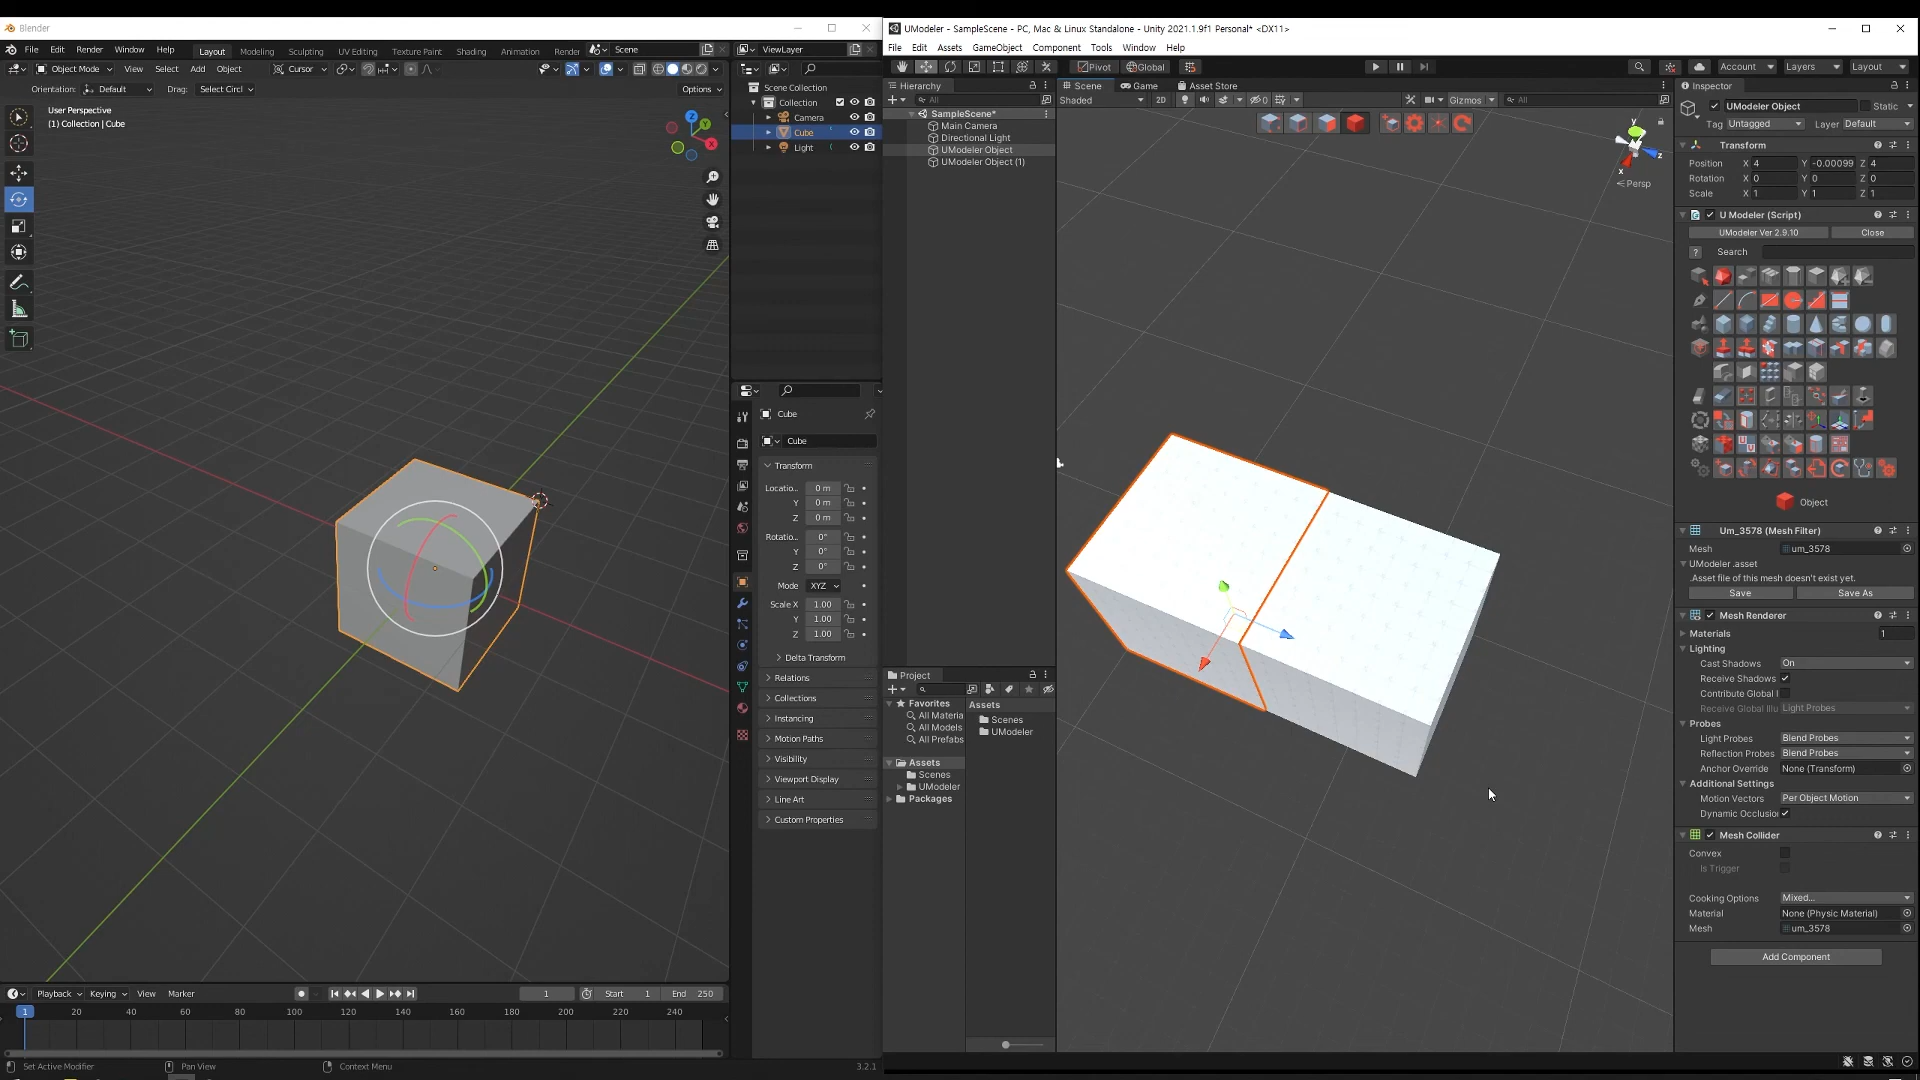 Blender
File Edit Render Window Help Layout Modeling Sculpting UV Editing Texture Paint Shading Animation Render Scene ViewLayer
Object Mode View Select Add Object Cursor
Orientation: Default Drag: Select Circl Options
User Perspective
(1) Collection | Cube
Z
Y
X
Scene Collection
Collection
Camera
Cube
Light
Cube
Cube
Transform
Locatio... 0 m
Y 0 m
Z 0 m
Rotatio... 0°
Y 0°
Z 0°
Mode XYZ
Scale X 1.00
Y 1.00
Z 1.00
Delta Transform
Relations
Collections
Instancing
Motion Paths
Visibility
Viewport Display
Line Art
Custom Properties
Playback Keying View Marker 1 Start 1 End 250
1 20 40 60 80 100 120 140 160 180 200 220 240
Set Active Modifier Pan View Context Menu 3.2.1
UModeler - SampleScene - PC, Mac & Linux Standalone - Unity 2021.1.9f1 Personal* <DX11>
File Edit Assets GameObject Component Tools Window Help
Pivot Global Account Layers Layout
Hierarchy
All
SampleScene*
Main Camera
Directional Light
UModeler Object
UModeler Object (1)
Project
Favorites
All Materia
All Models
All Prefabs
Assets
Scenes
UModeler
Packages
Assets
Scenes
UModeler
Scene Game Asset Store
Shaded 2D 0 Gizmos All
y
z
x
Persp
Inspector
UModeler Object Static
Tag Untagged Layer Default
Transform
Position X 4 Y -0.00099 Z 4
Rotation X 0 Y 0 Z 0
Scale X 1 Y 1 Z 1
U Modeler (Script)
UModeler Ver 2.9.10 Close
? Search
Object
Um_3578 (Mesh Filter)
Mesh um_3578
UModeler .asset
.Asset file of this mesh doesn't exist yet.
Save Save As
Mesh Renderer
Materials 1
Lighting
Cast Shadows On
Receive Shadows
Contribute Global I
Receive Global Illu Light Probes
Probes
Light Probes Blend Probes
Reflection Probes Blend Probes
Anchor Override None (Transform)
Additional Settings
Motion Vectors Per Object Motion
Dynamic Occlusio
Mesh Collider
Convex
Is Trigger
Cooking Options Mixed...
Material None (Physic Material)
Mesh um_3578
Add Component